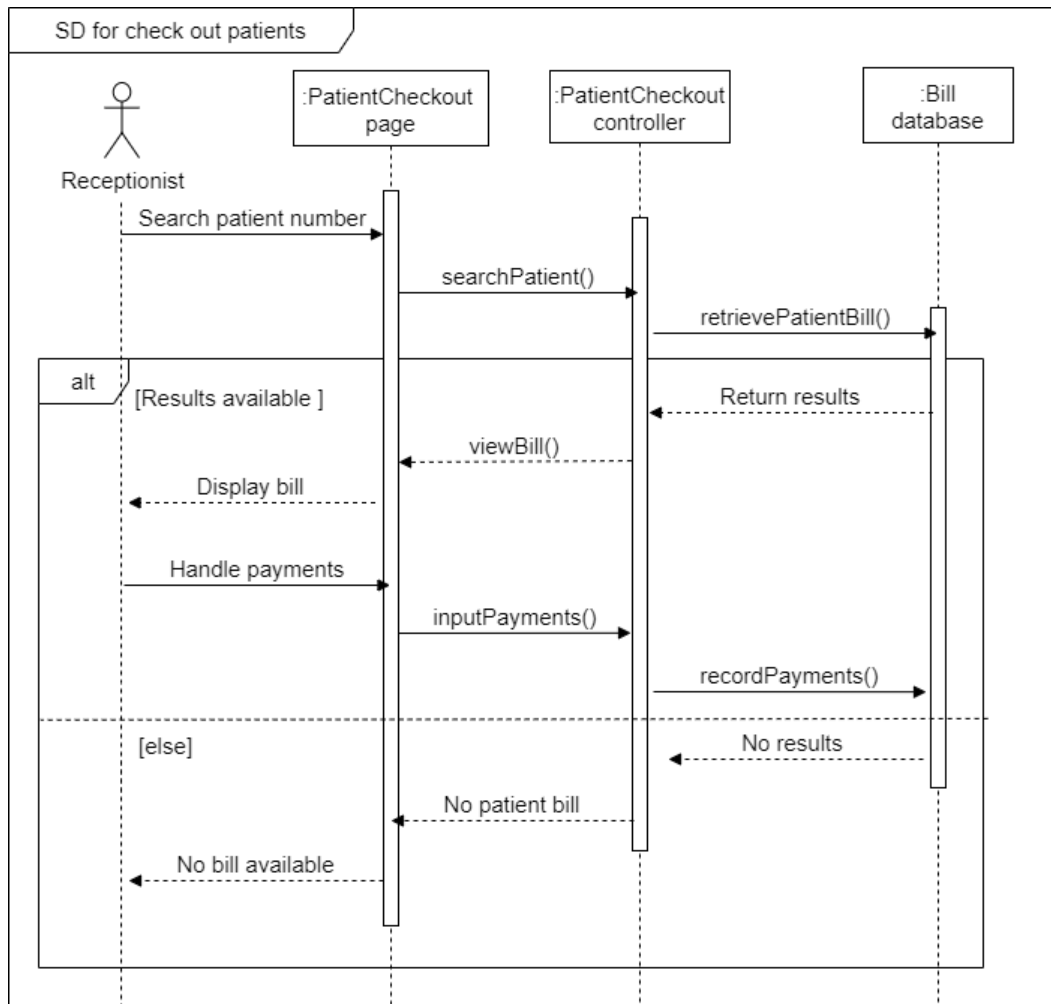 SD for check out patients
:PatientCheckout
page
:PatientCheckout
controller
:Bill
database
Receptionist
Search patient number
searchPatient()
retrievePatientBill()
alt
[Results available ]
Return results
viewBill()
Display bill
Handle payments
inputPayments()
recordPayments()
[else]
No results
No patient bill
No bill available